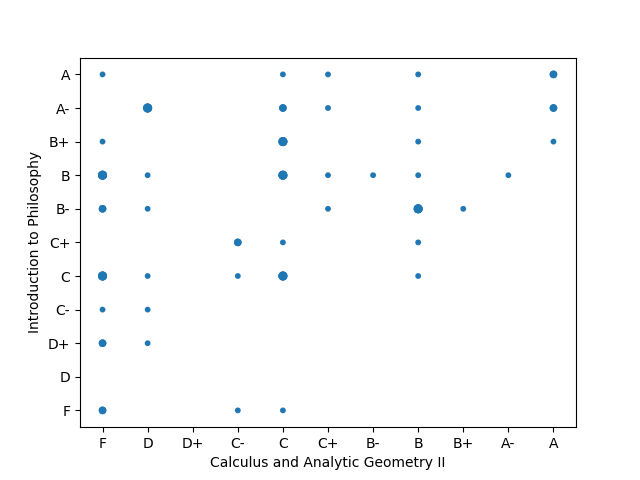 A
A-
B+
B
B-
C+
C
C-
D+
D
F
Introduction to Philosophy
F D D+ C- C C+ B- B B+ A- A
Calculus and Analytic Geometry II